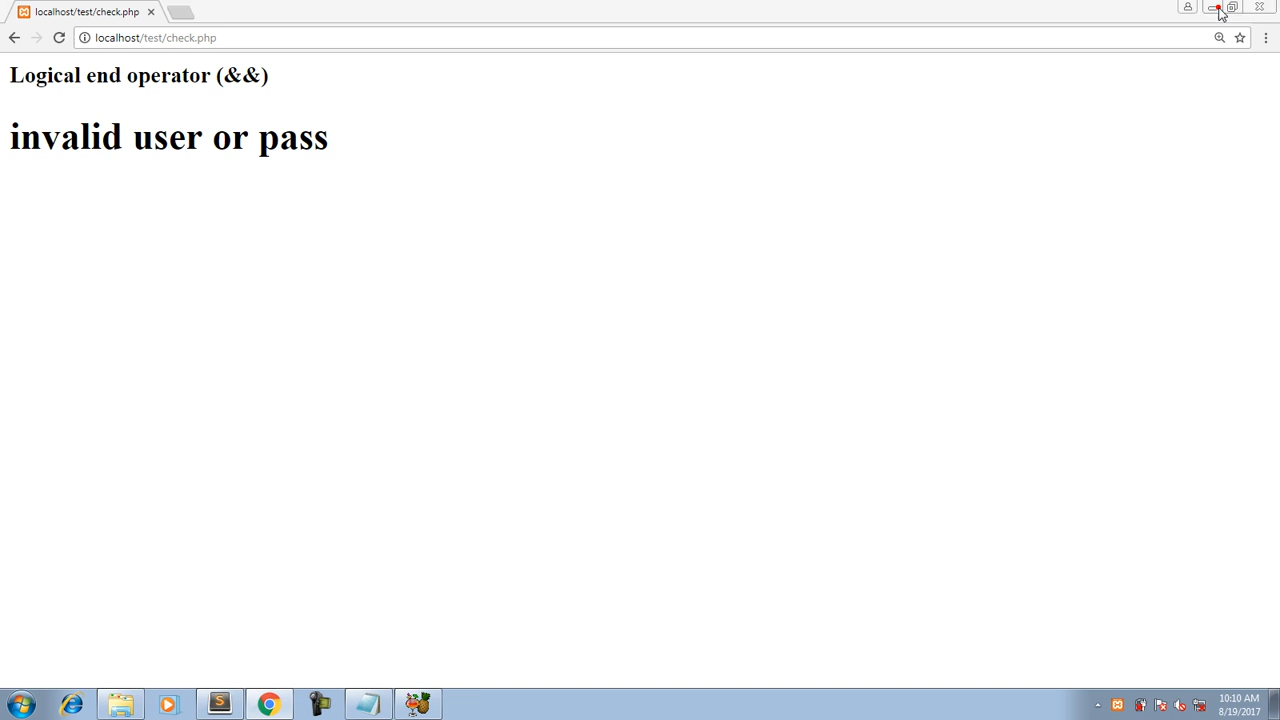 localhost/test/check.php
localhost/test/check.php
Logical end operator (&&)
invalid user or pass
10:10 AM
8/19/2017